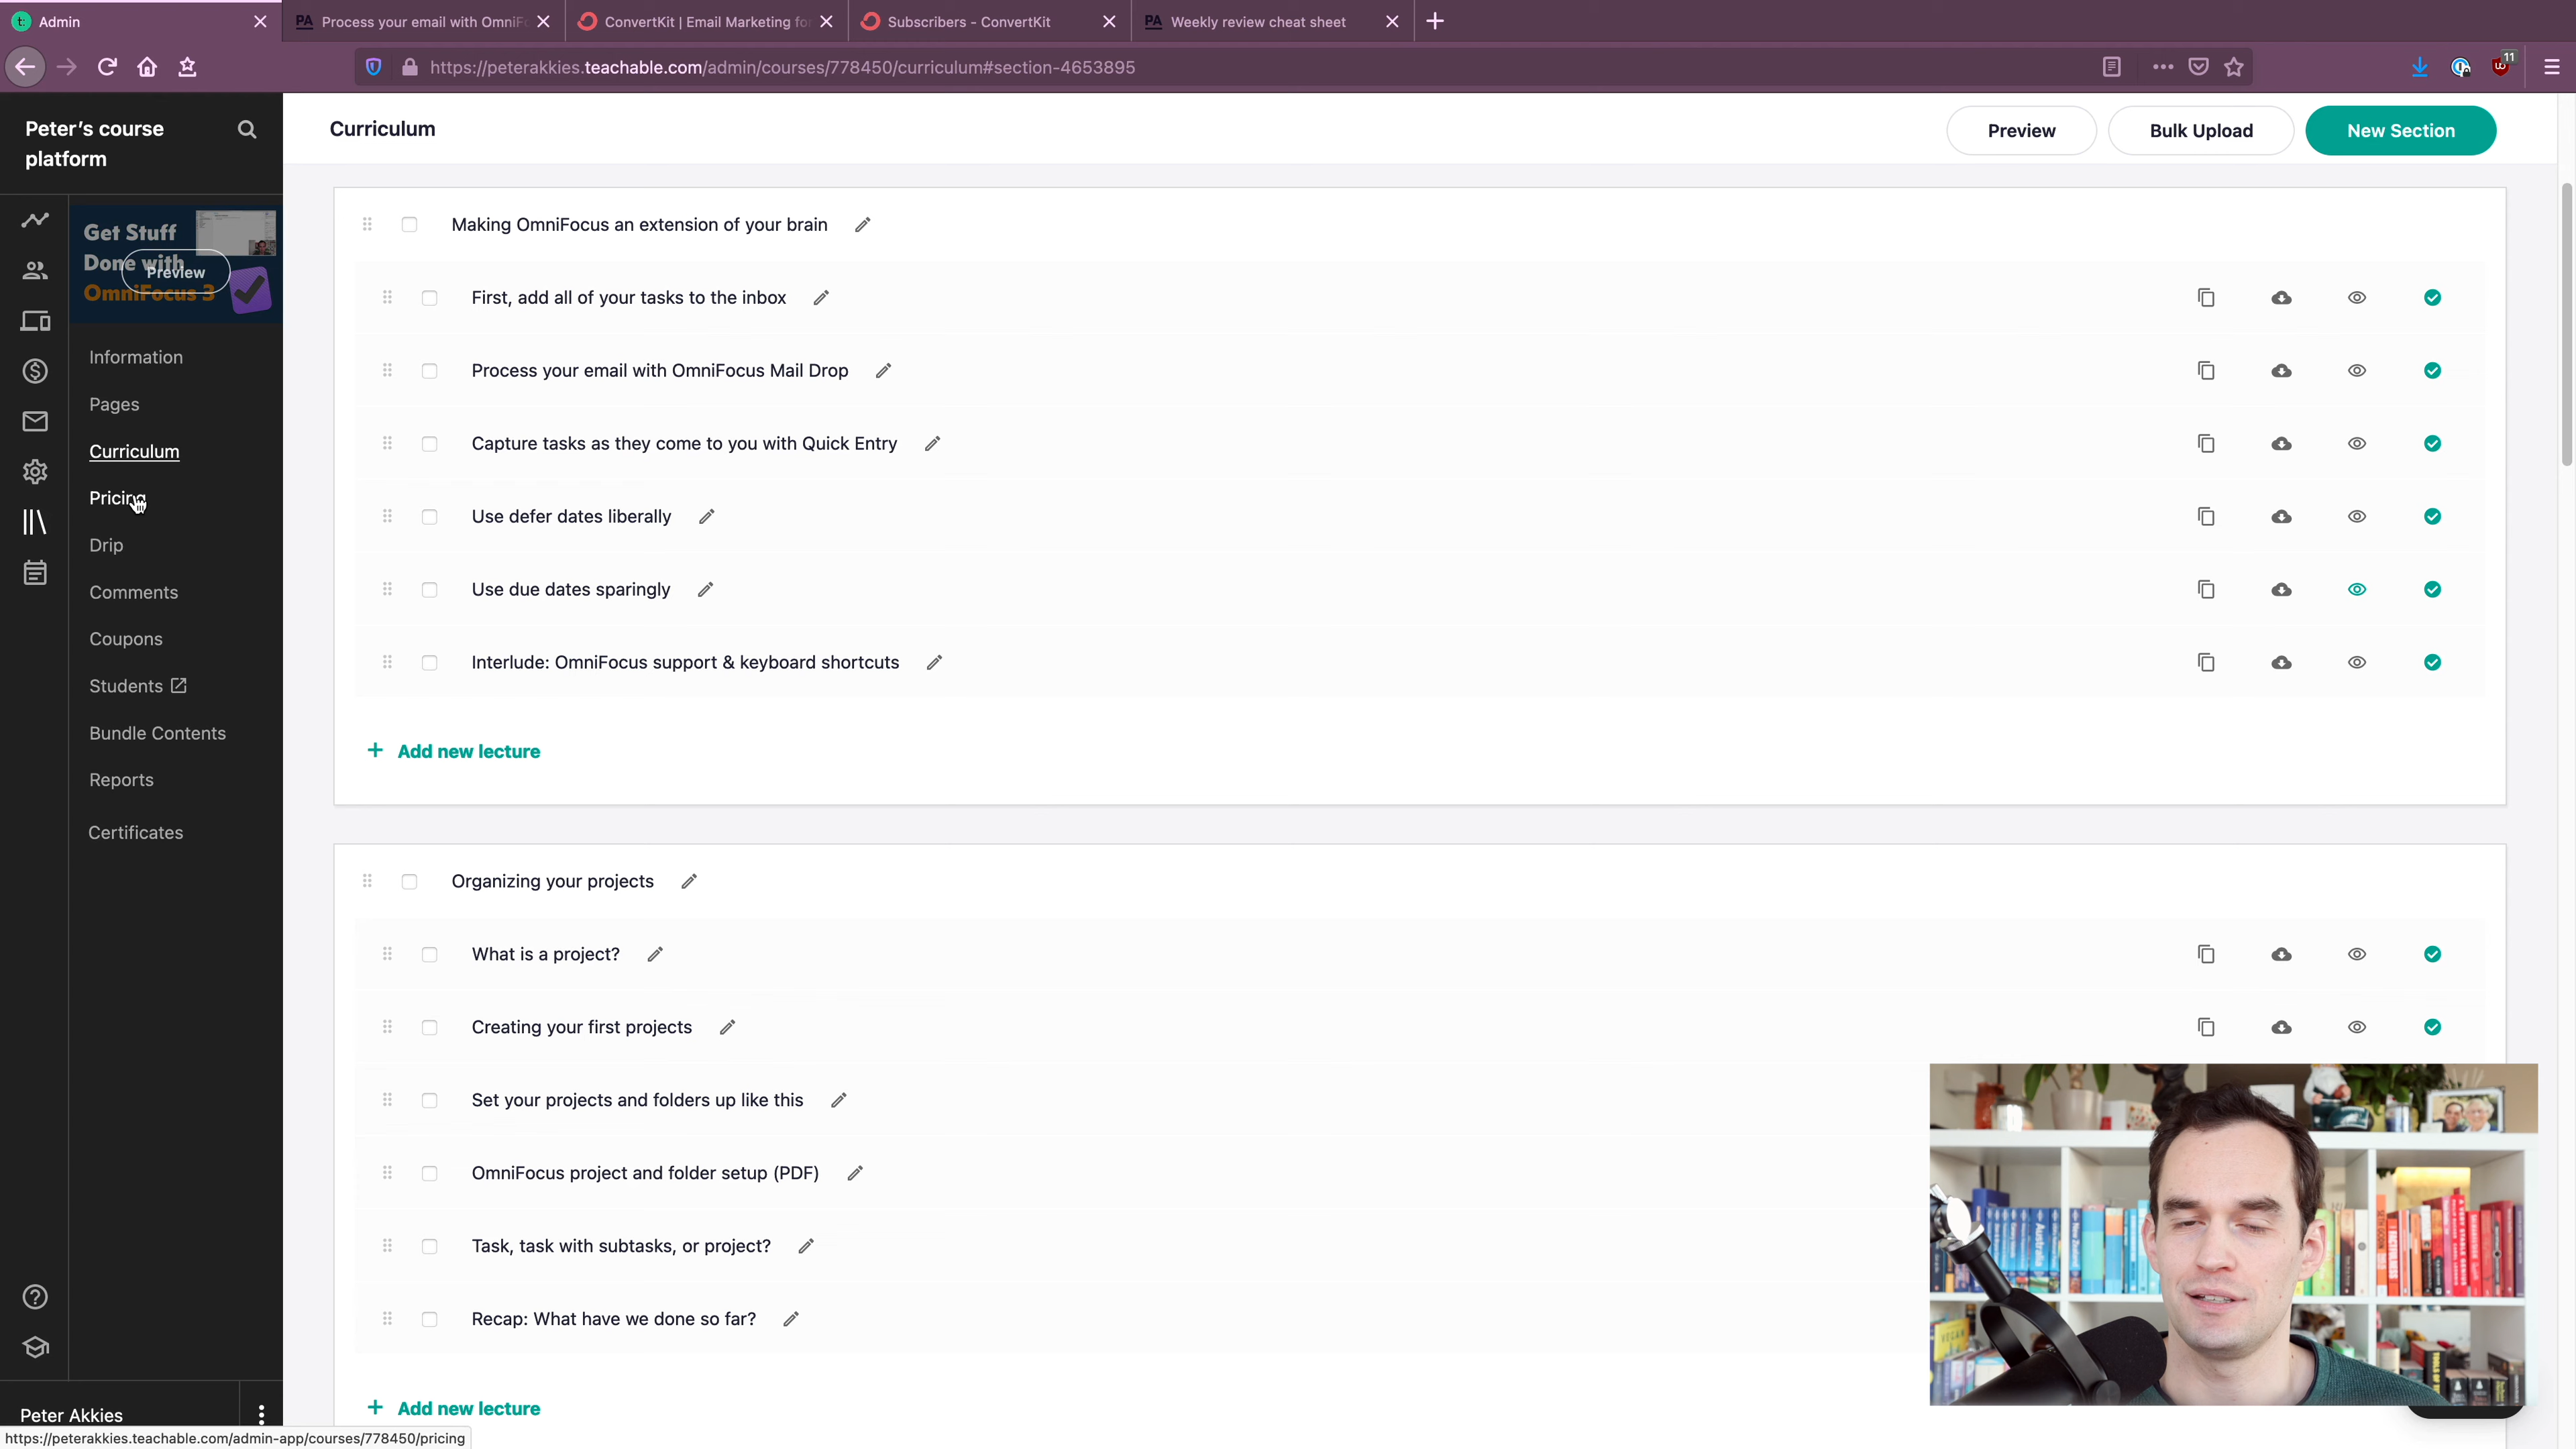 Admin
Process your email with OmniF
ConvertKit | Email Marketing fo
Subscribers - ConvertKit
Weekly review cheat sheet
https://peterakkies.teachable.com/admin/courses/778450/curriculum#section-4653895
11
Peter's course
platform
Get Stuff
Done with
OmniFocus 3
Preview
Information
Pages
Curriculum
Pricing
Drip
Comments
Coupons
Students
Bundle Contents
Reports
Certificates
Peter Akkies
https://peterakkies.teachable.com/admin-app/courses/778450/pricing
Curriculum
Preview
Bulk Upload
New Section
Making OmniFocus an extension of your brain
First, add all of your tasks to the inbox
Process your email with OmniFocus Mail Drop
Capture tasks as they come to you with Quick Entry
Use defer dates liberally
Use due dates sparingly
Interlude: OmniFocus support & keyboard shortcuts
+ Add new lecture
Organizing your projects
What is a project?
Creating your first projects
Set your projects and folders up like this
OmniFocus project and folder setup (PDF)
Task, task with subtasks, or project?
Recap: What have we done so far?
+ Add new lecture
Australia
VEGAN